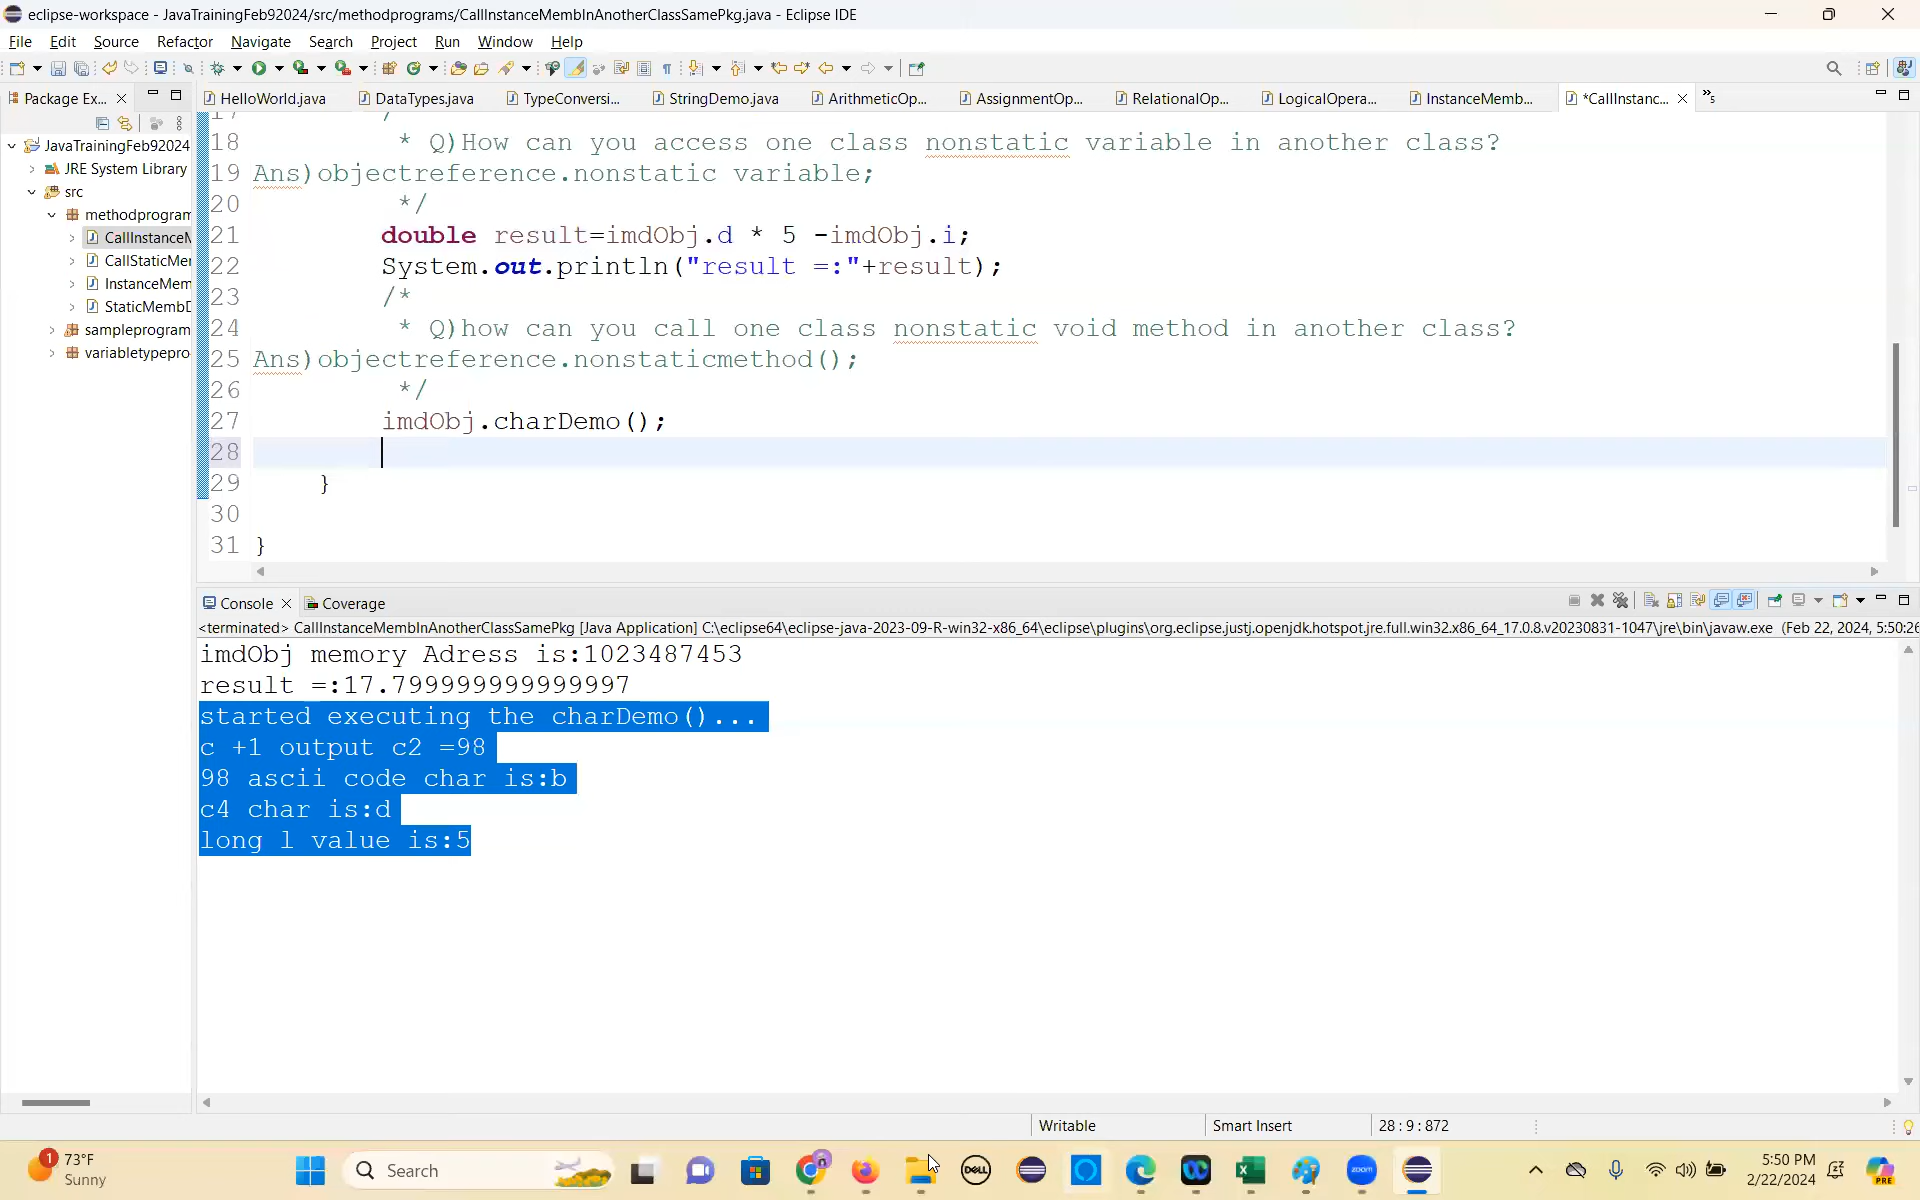 eclipse-workspace - JavaTrainingFeb92024/src/methodprograms/CallInstanceMembInAnotherClassSamePkg.java - Eclipse IDE
File Edit Source Refactor Navigate Search Project Run Window Help
Package Ex... HelloWorld.java DataTypes.java TypeConversi... StringDemo.java ArithmeticOp... AssignmentOp... RelationalOp... LogicalOpera... InstanceMemb... *CallInstanc... »5
JavaTrainingFeb92024
JRE System Library
src
methodprogram
CallInstanceM
CallStaticMer
InstanceMem
StaticMembD
sampleprogram
variabletypepro
18 * Q)How can you access one class nonstatic variable in another class?
19 Ans)objectreference.nonstatic variable;
20 */
21 double result=imdObj.d * 5 -imdObj.i;
22 System.out.println("result =:"+result);
23 /*
24 * Q)how can you call one class nonstatic void method in another class?
25 Ans)objectreference.nonstaticmethod();
26 */
27 imdObj.charDemo();
28
29 }
30
31 }
Console Coverage
<terminated> CallInstanceMembInAnotherClassSamePkg [Java Application] C:\eclipse64\eclipse-java-2023-09-R-win32-x86_64\eclipse\plugins\org.eclipse.justj.openjdk.hotspot.jre.full.win32.x86_64_17.0.8.v20230831-1047\jre\bin\javaw.exe (Feb 22, 2024, 5:50:26
imdObj memory Adress is:1023487453
result =:17.799999999999997
started executing the charDemo()...
c +1 output c2 =98
98 ascii code char is:b
c4 char is:d
long l value is:5
Writable Smart Insert 28 : 9 : 872
1 73°F
Sunny
Search
DELL
zoom
PRE
5:50 PM
2/22/2024